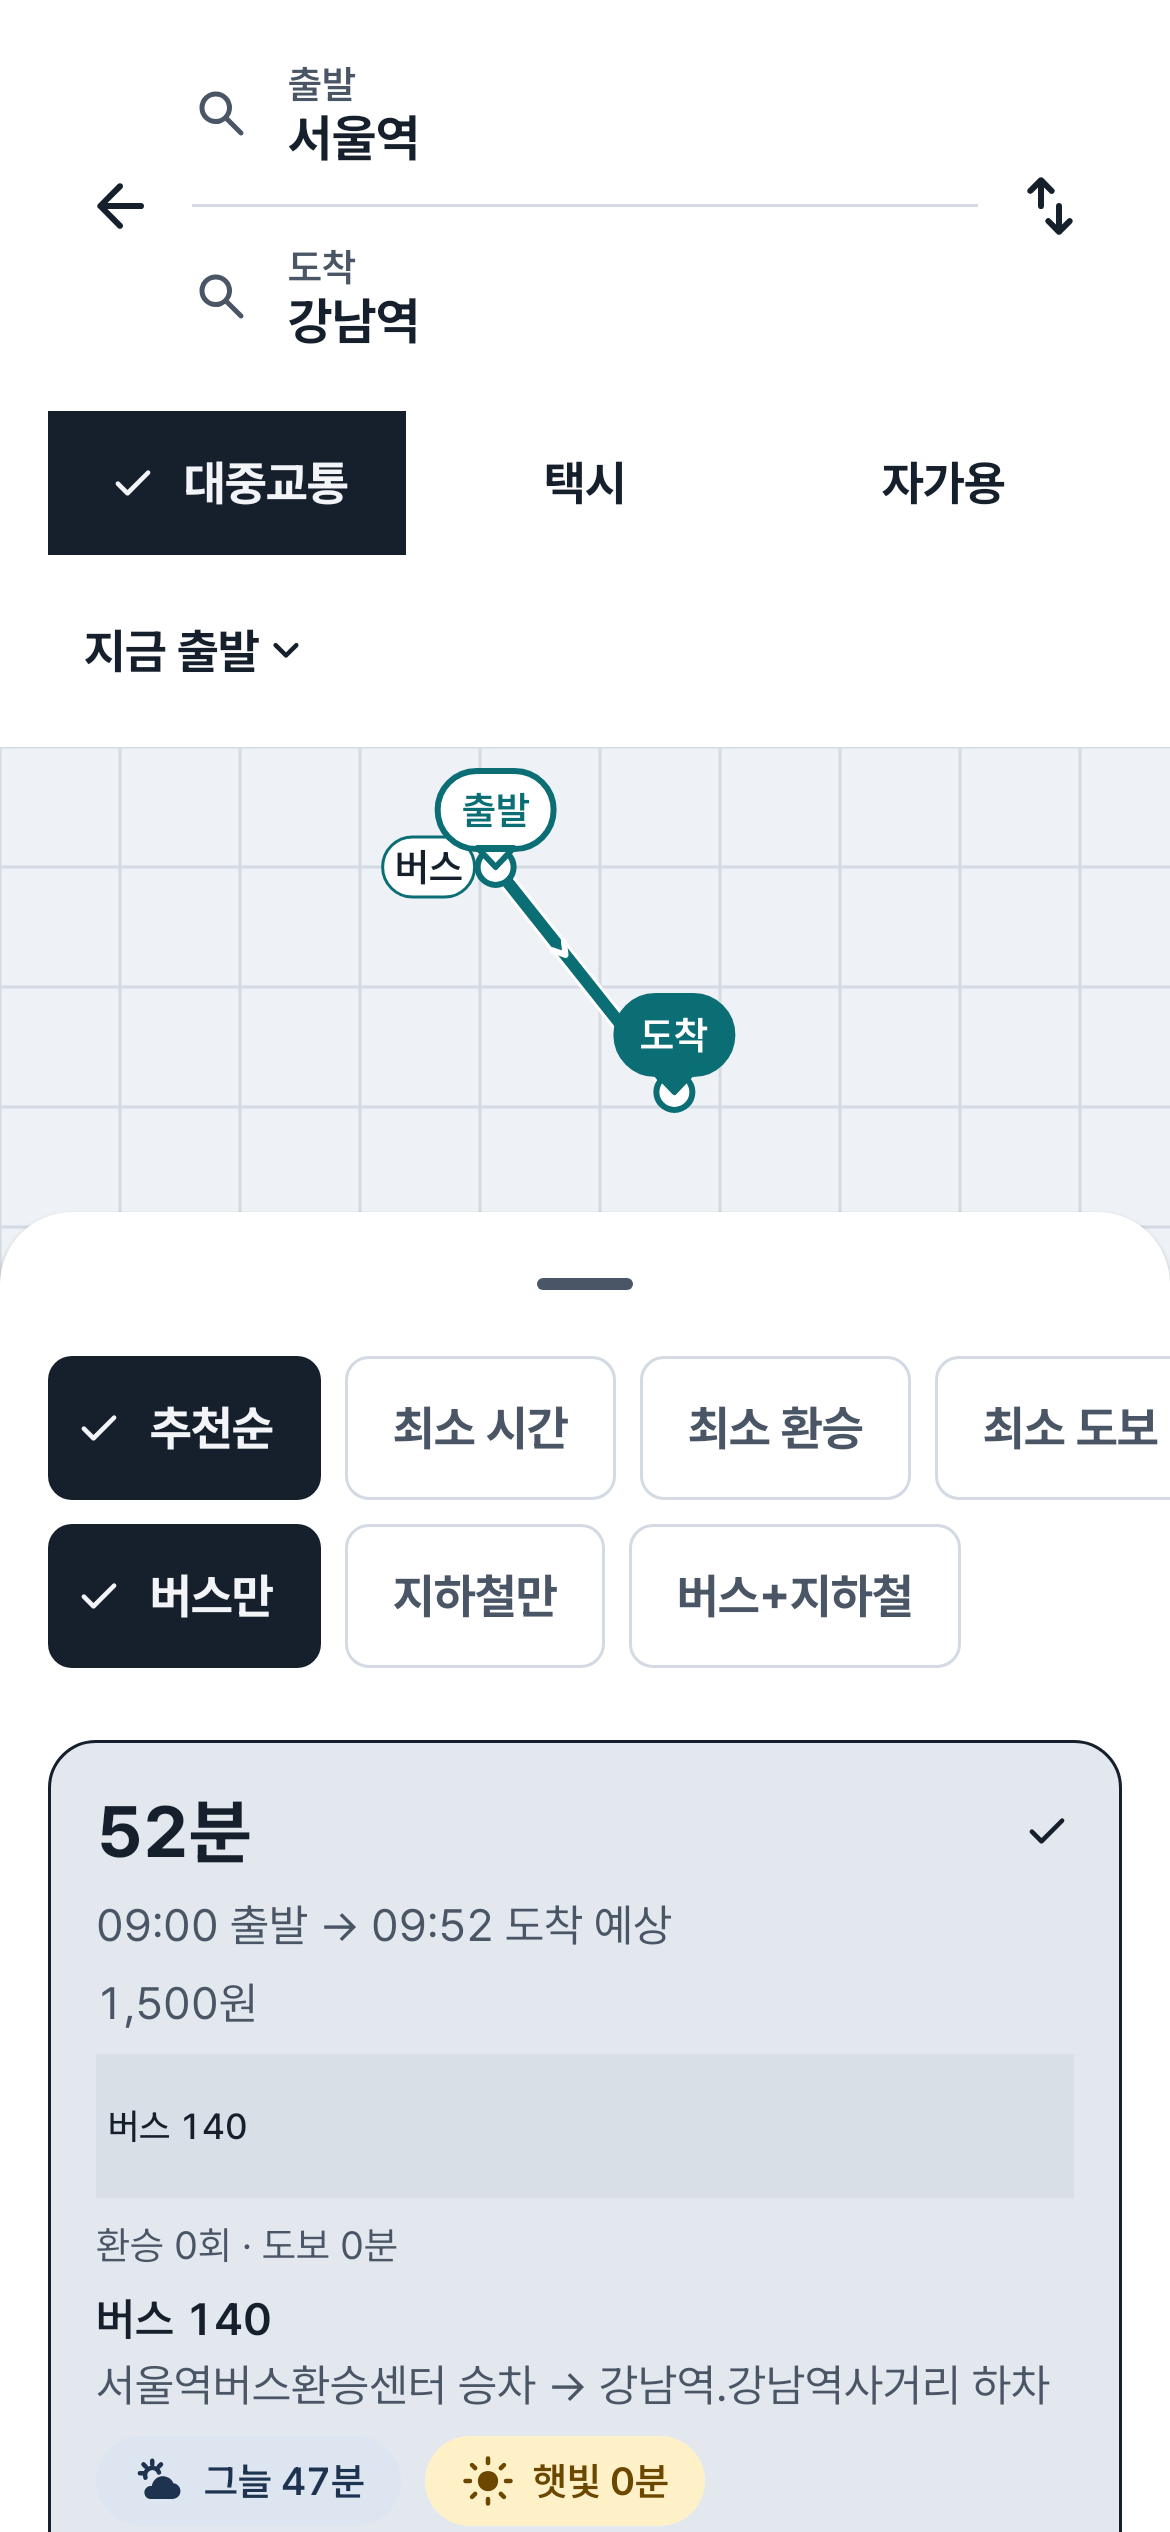 출발
서울역
도착
강남역
대중교통 택시 자가용
지금 출발
출발
버스
도착
추천순 최소 시간 최소 환승 최소 도보
버스만 지하철만 버스+지하철
52분
09:00 출발 → 09:52 도착 예상
1,500원
버스 140
환승 0회 · 도보 0분
버스 140
서울역버스환승센터 승차 → 강남역.강남역사거리 하차
그늘 47분 햇빛 0분